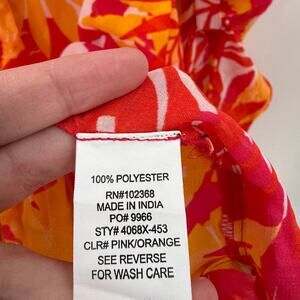 100% POLYESTER
RN#102368
MADE IN INDIA
PO# 9966
STY# 4068X-453
CLR# PINK/ORANGE
SEE REVERSE
FOR WASH CARE